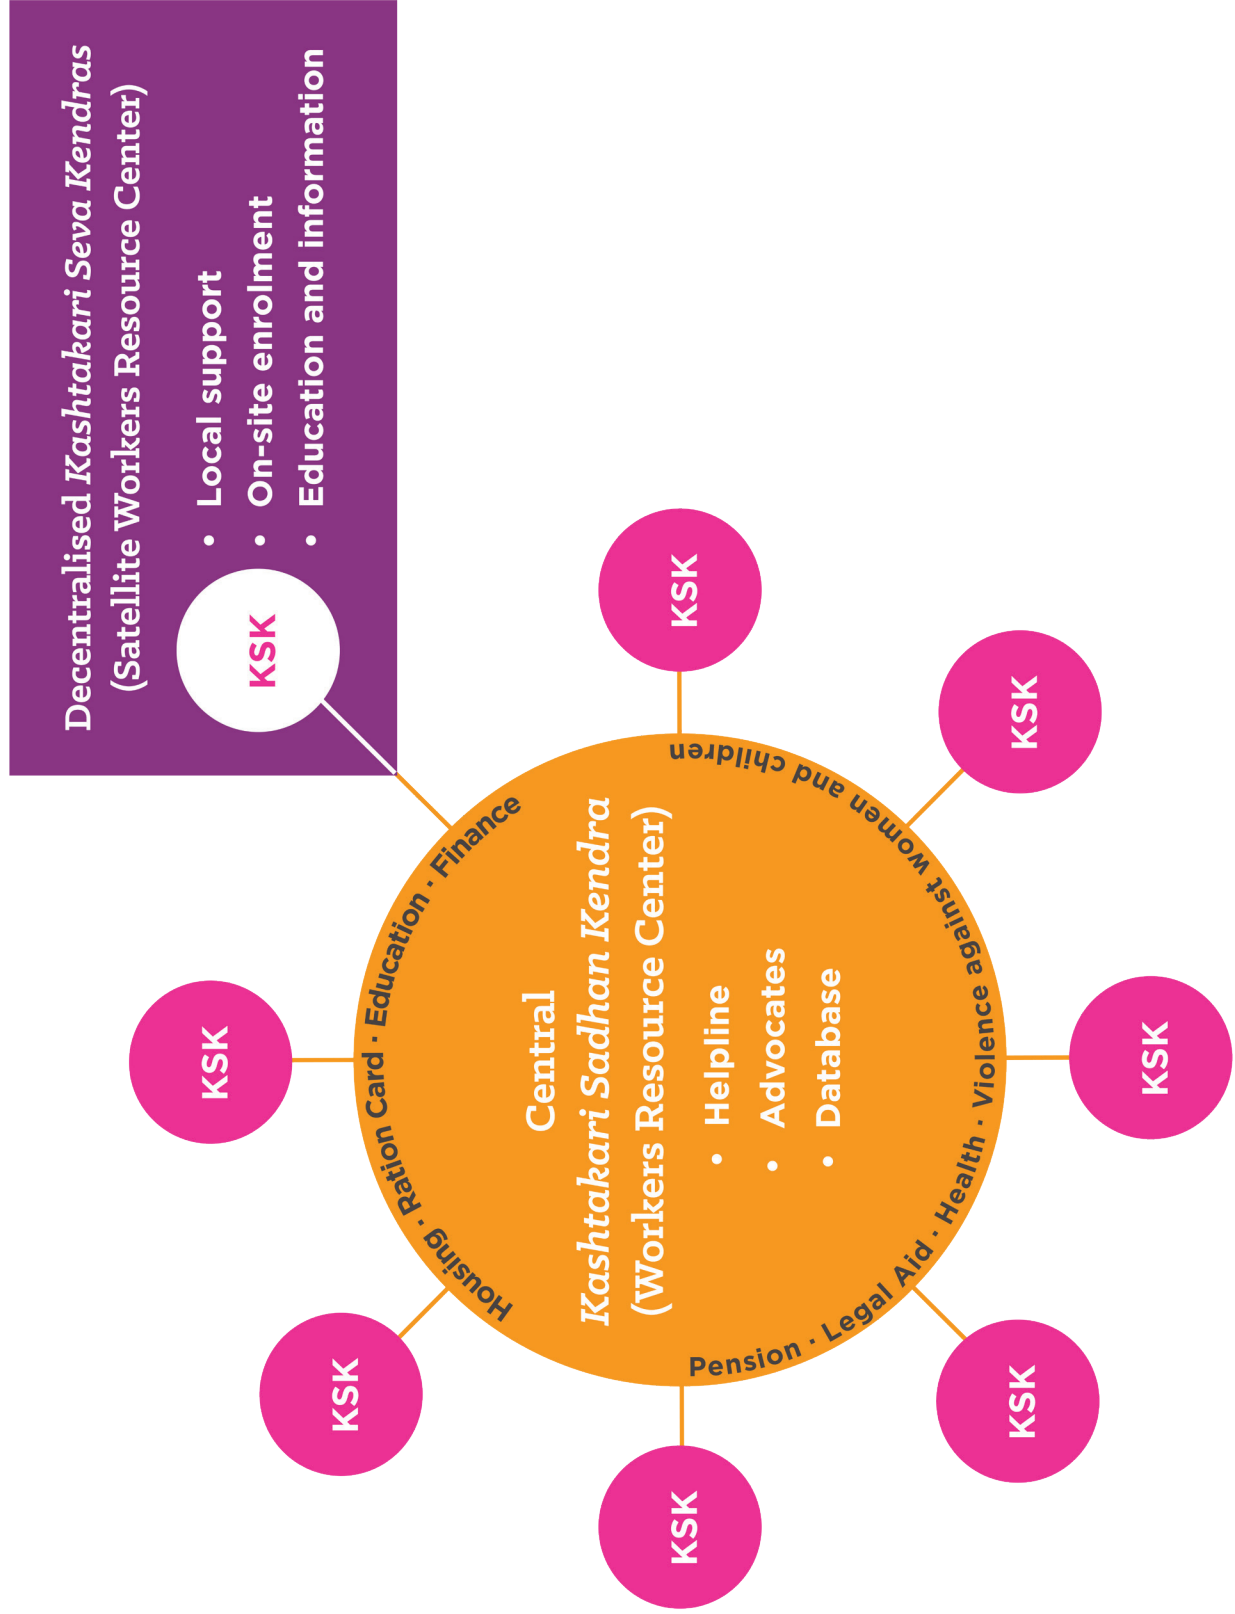 Decentralised Kashtakari Seva Kendras
(Satellite Workers Resource Center)
KSK
• Local support
• On-site enrolment
• Education and information
Housing · Ration Card · Education · Finance
Central
Kashtakari Sadhan Kendra
(Workers Resource Center)
• Helpline
• Advocates
• Database
Pension · Legal Aid · Health · Violence against women and children
KSK
KSK
KSK
KSK
KSK
KSK
KSK